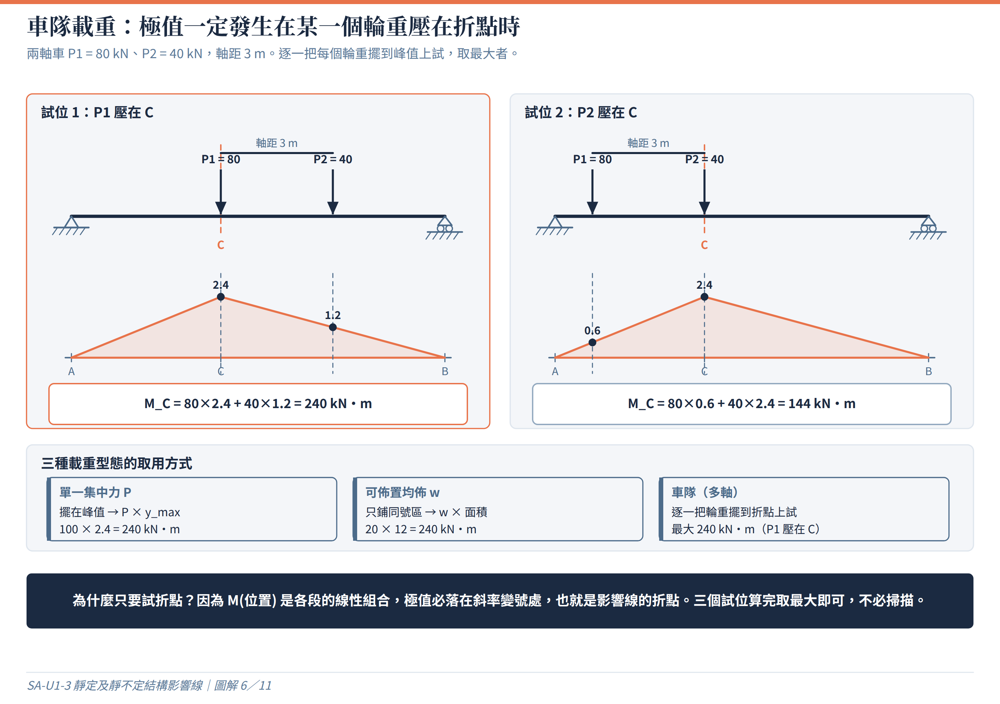 車隊載重：極值一定發生在某一個輪重壓在折點時
兩軸車 P1 = 80 kN、P2 = 40 kN，軸距 3 m。逐一把每個輪重擺到峰值上試，取最大者。
試位 1：P1 壓在 C
軸距 3 m
P1 = 80
P2 = 40
C
2.4
1.2
A
C
B
M_C = 80×2.4 + 40×1.2 = 240 kN·m
試位 2：P2 壓在 C
軸距 3 m
P1 = 80
P2 = 40
C
2.4
0.6
A
C
B
M_C = 80×0.6 + 40×2.4 = 144 kN·m
三種載重型態的取用方式
單一集中力 P
擺在峰值 → P × y_max
100 × 2.4 = 240 kN·m
可佈置均佈 w
只鋪同號區 → w × 面積
20 × 12 = 240 kN·m
車隊（多軸）
逐一把輪重擺到折點上試
最大 240 kN·m（P1 壓在 C）
為什麼只要試折點？因為 M(位置) 是各段的線性組合，極值必落在斜率變號處，也就是影響線的折點。三個試位算完取最大即可，不必掃描。
SA-U1-3 靜定及靜不定結構影響線｜圖解 6／11